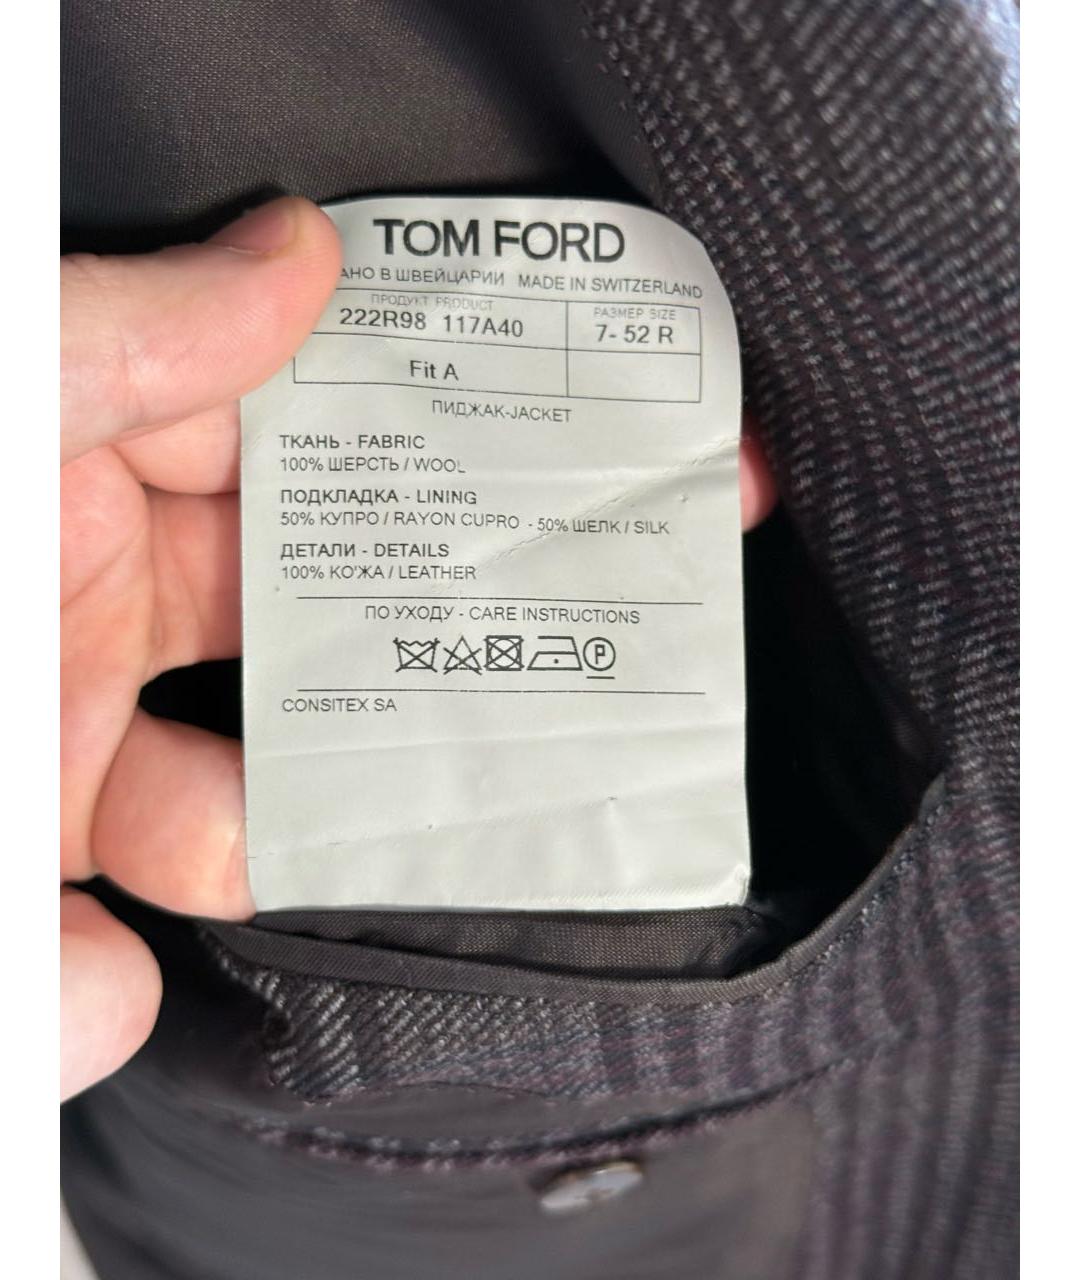 TOM FORD
АНО В ШВЕЙЦАРИИ MADE IN SWITZERLAND
ПРОДУКТ PRODUCT РАЗМЕР SIZE
222R98 117A40 7- 52 R
Fit A
ПИДЖАК-JACKET
ТКАНЬ - FABRIC
100% ШЕРСТЬ / WOOL
ПОДКЛАДКА - LINING
50% КУПРО / RAYON CUPRO - 50% ШЕЛК / SILK
ДЕТАЛИ - DETAILS
100% КО'ЖА / LEATHER
ПО УХОДУ - CARE INSTRUCTIONS
P
CONSITEX SA